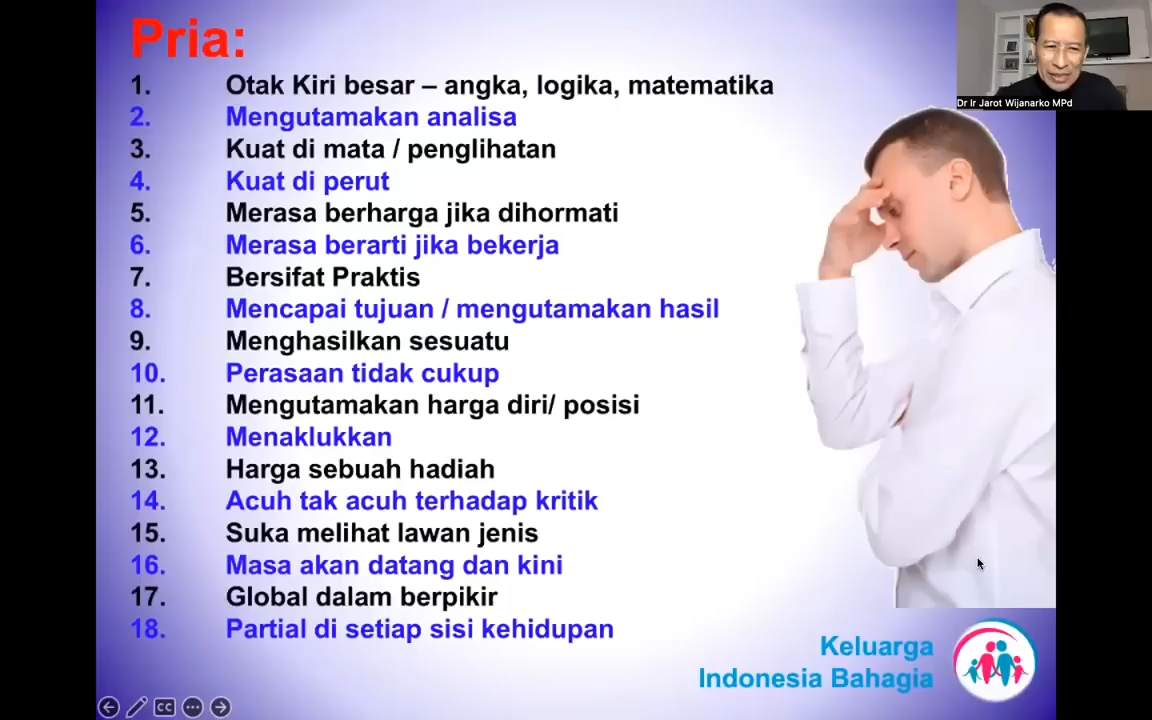 Pria:
1. Otak Kiri besar – angka, logika, matematika
2. Mengutamakan analisa
3. Kuat di mata / penglihatan
4. Kuat di perut
5. Merasa berharga jika dihormati
6. Merasa berarti jika bekerja
7. Bersifat Praktis
8. Mencapai tujuan / mengutamakan hasil
9. Menghasilkan sesuatu
10. Perasaan tidak cukup
11. Mengutamakan harga diri/ posisi
12. Menaklukkan
13. Harga sebuah hadiah
14. Acuh tak acuh terhadap kritik
15. Suka melihat lawan jenis
16. Masa akan datang dan kini
17. Global dalam berpikir
18. Partial di setiap sisi kehidupan
Dr Ir Jarot Wijanarko MPd
Keluarga
Indonesia Bahagia
CC